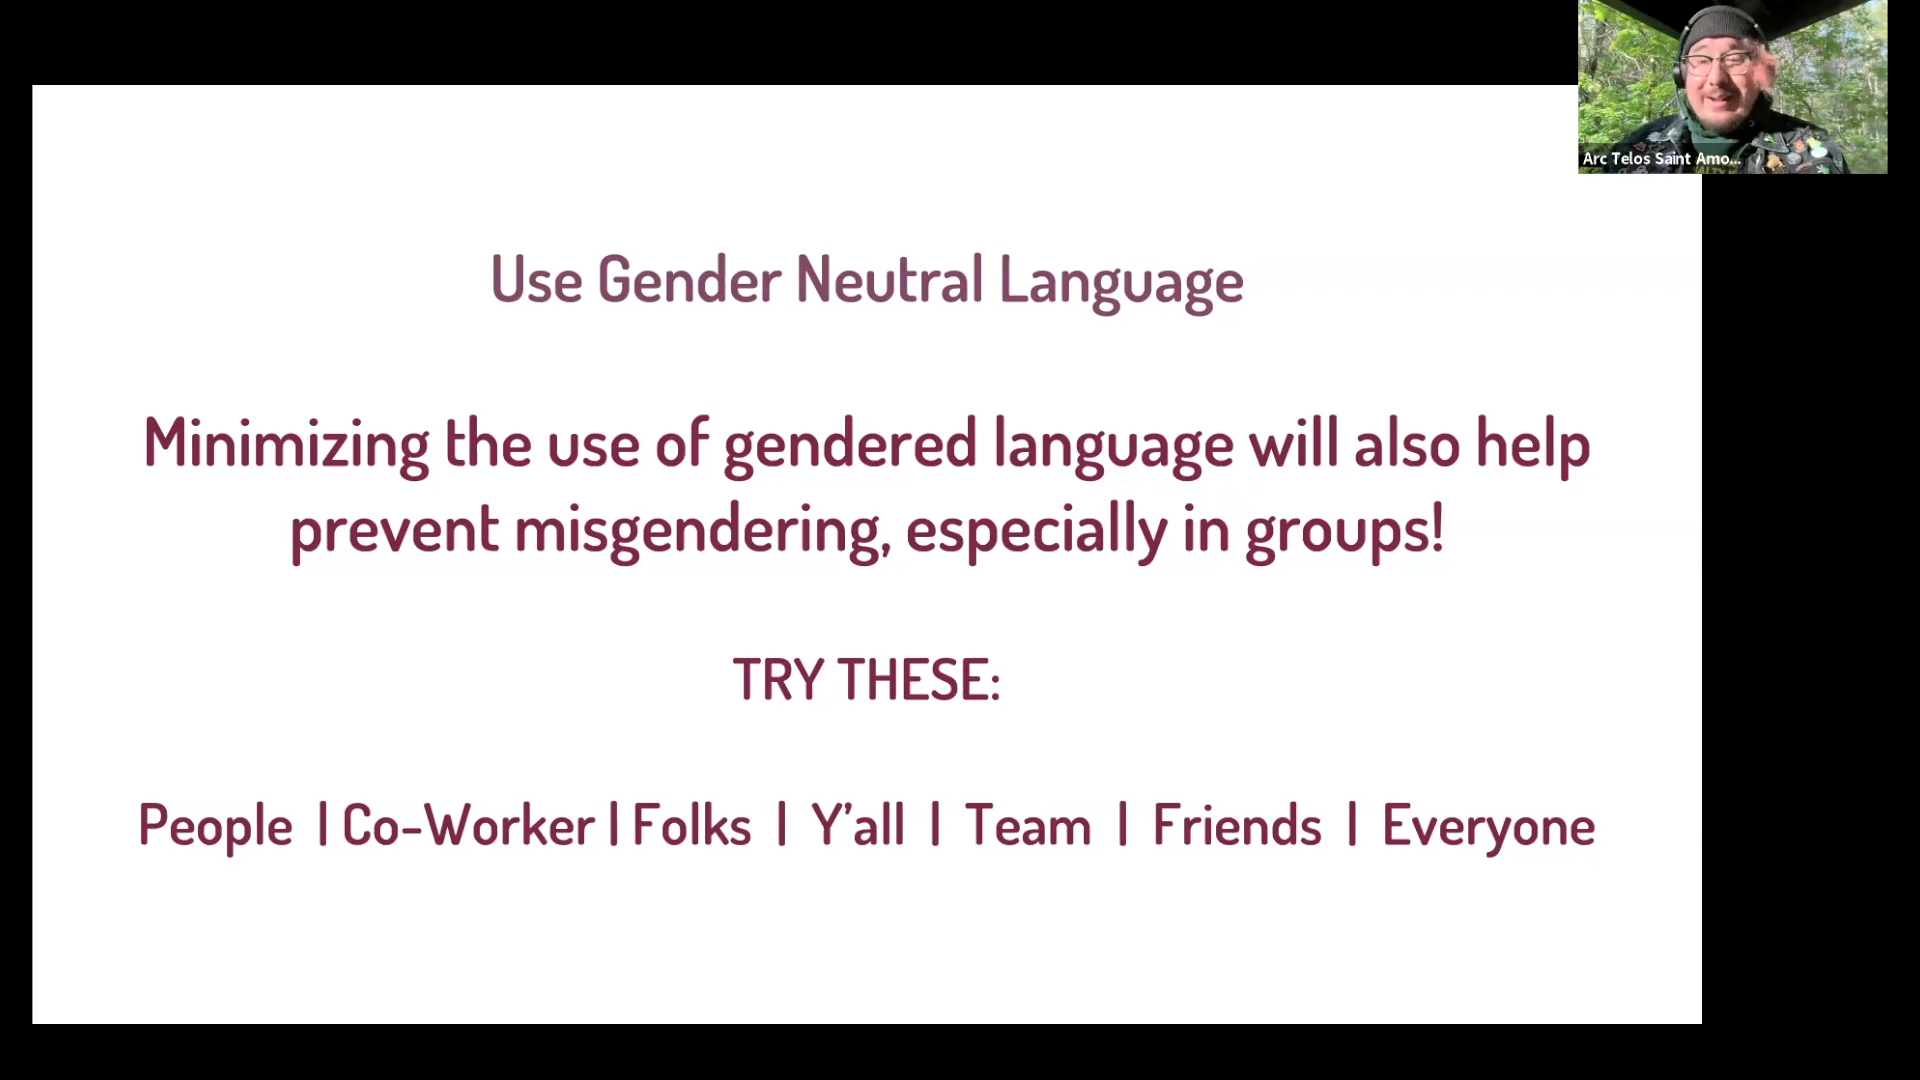 Arc Telos Saint Amo...
Use Gender Neutral Language
Minimizing the use of gendered language will also help
prevent misgendering, especially in groups!
TRY THESE:
People | Co-Worker | Folks | Y’all | Team | Friends | Everyone